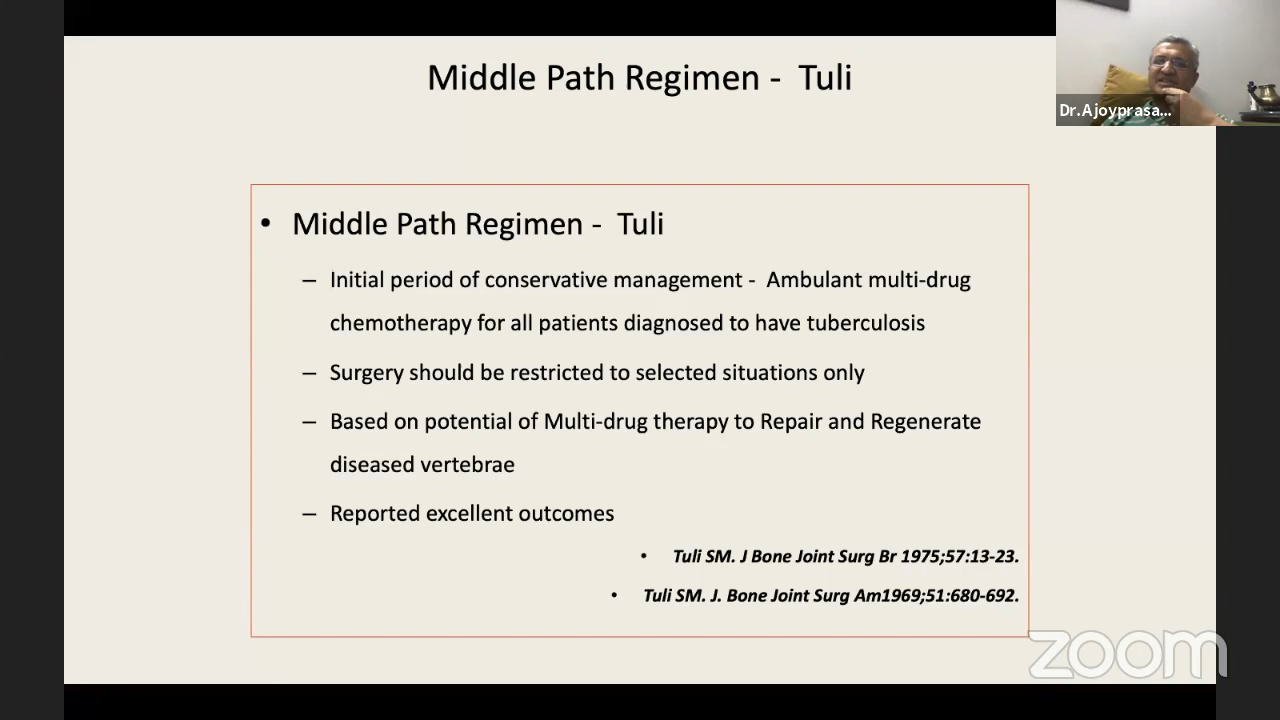 Middle Path Regimen - Tuli
Dr.Ajoyprasa...
• Middle Path Regimen - Tuli
– Initial period of conservative management - Ambulant multi-drug
chemotherapy for all patients diagnosed to have tuberculosis
– Surgery should be restricted to selected situations only
– Based on potential of Multi-drug therapy to Repair and Regenerate
diseased vertebrae
– Reported excellent outcomes
• Tuli SM. J Bone Joint Surg Br 1975;57:13-23.
• Tuli SM. J. Bone Joint Surg Am1969;51:680-692.
zoom